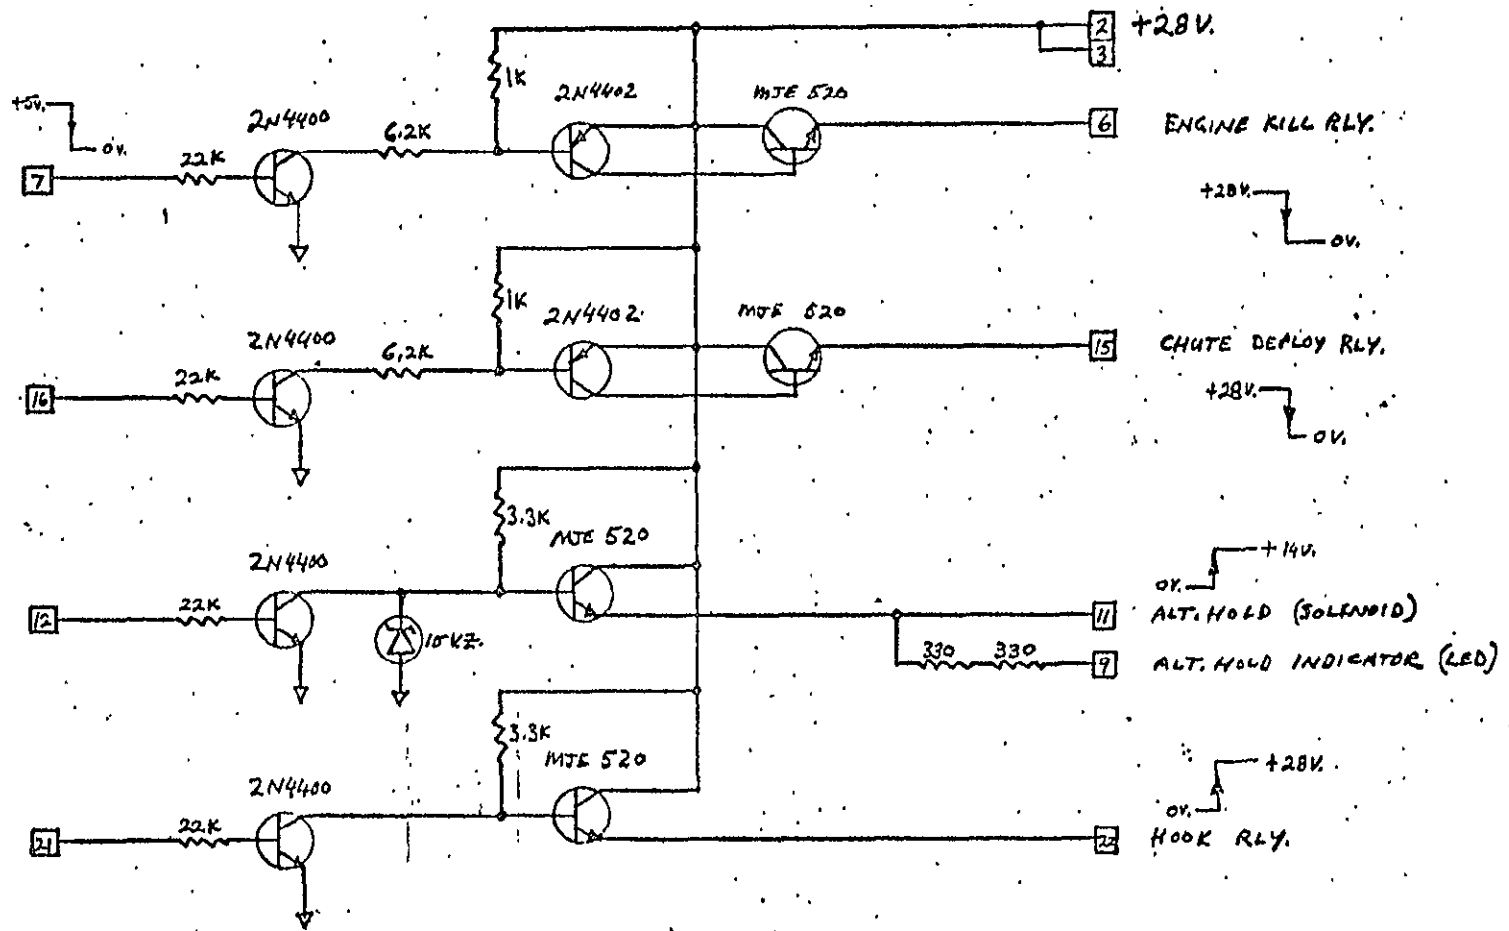 2 +28V.
3
1K
2N4402
MJE 520
+5V.
2N4400
6.2K
6
ENGINE KILL RLY.
0V.
22K
7
+28V.
0V.
1K
2N4402
MJE 520
2N4400
6.2K
15
CHUTE DEPLOY RLY.
22K
16
+28V.
0V.
3.3K
MJE 520
2N4400
+14V.
0V.
22K
12
11
ALT. HOLD (SOLENOID)
330
330
9
ALT. HOLD INDICATOR (LED)
3.3K
MJE 520
2N4400
+28V.
0V.
22K
21
22
HOOK RLY.